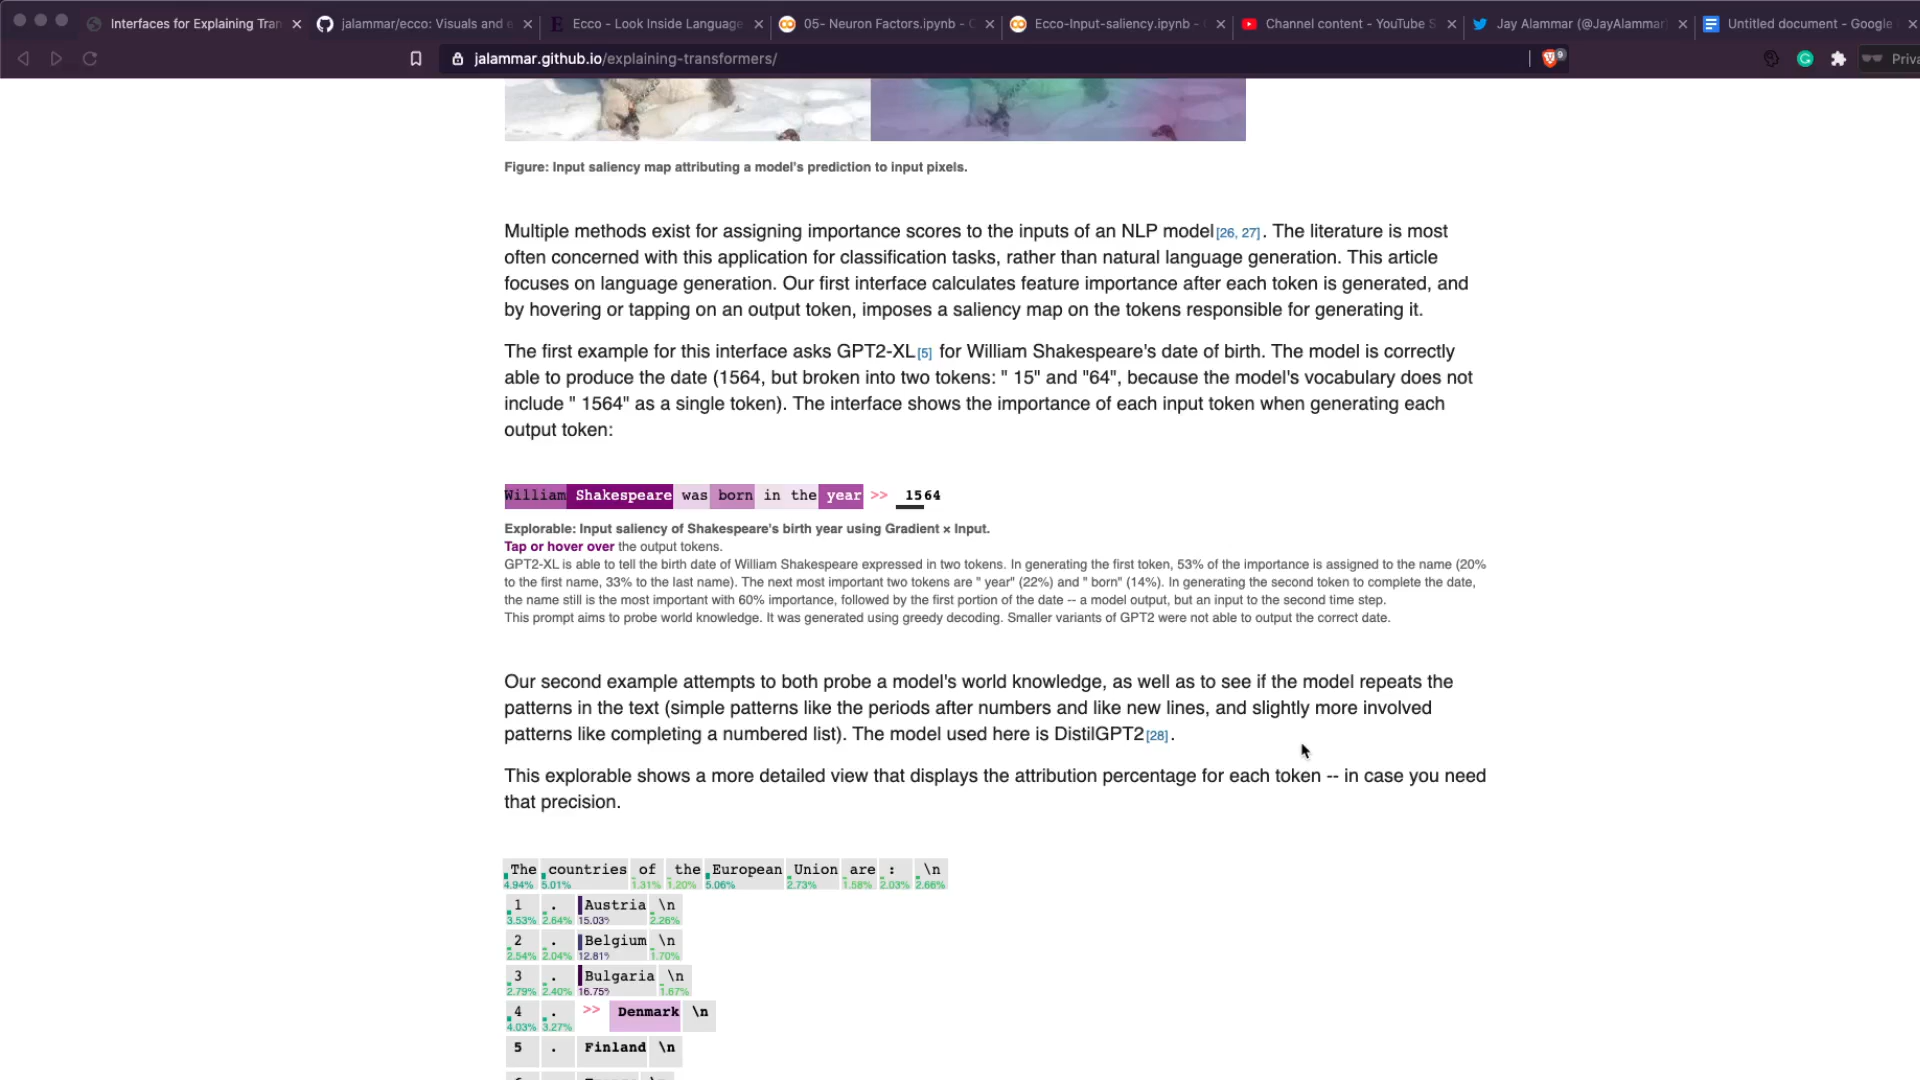 Interfaces for Explaining Tran
jalammar/ecco: Visuals and e
Ecco - Look Inside Language
05- Neuron Factors.ipynb - C
Ecco-Input-saliency.ipynb -
Channel content - YouTube S
Jay Alammar (@JayAlammar
Untitled document - Google
jalammar.github.io/explaining-transformers/
9
Priva
Figure: Input saliency map attributing a model's prediction to input pixels.
Multiple methods exist for assigning importance scores to the inputs of an NLP model[26, 27]. The literature is most
often concerned with this application for classification tasks, rather than natural language generation. This article
focuses on language generation. Our first interface calculates feature importance after each token is generated, and
by hovering or tapping on an output token, imposes a saliency map on the tokens responsible for generating it.
The first example for this interface asks GPT2-XL[5] for William Shakespeare's date of birth. The model is correctly
able to produce the date (1564, but broken into two tokens: " 15" and "64", because the model's vocabulary does not
include " 1564" as a single token). The interface shows the importance of each input token when generating each
output token:
William Shakespeare was born in the year >> 1564
Explorable: Input saliency of Shakespeare's birth year using Gradient × Input.
Tap or hover over the output tokens.
GPT2-XL is able to tell the birth date of William Shakespeare expressed in two tokens. In generating the first token, 53% of the importance is assigned to the name (20%
to the first name, 33% to the last name). The next most important two tokens are " year" (22%) and " born" (14%). In generating the second token to complete the date,
the name still is the most important with 60% importance, followed by the first portion of the date -- a model output, but an input to the second time step.
This prompt aims to probe world knowledge. It was generated using greedy decoding. Smaller variants of GPT2 were not able to output the correct date.
Our second example attempts to both probe a model's world knowledge, as well as to see if the model repeats the
patterns in the text (simple patterns like the periods after numbers and like new lines, and slightly more involved
patterns like completing a numbered list). The model used here is DistilGPT2[28].
This explorable shows a more detailed view that displays the attribution percentage for each token -- in case you need
that precision.
The countries of the European Union are : \n
4.94% 5.01% 1.31% 1.20% 5.06% 2.73% 1.58% 2.03% 2.66%
1 . Austria \n
3.53% 2.64% 15.03% 2.26%
2 . Belgium \n
2.54% 2.04% 12.81% 1.70%
3 . Bulgaria \n
2.79% 2.40% 16.75% 1.67%
4 . >> Denmark \n
4.03% 3.27%
5 . Finland \n